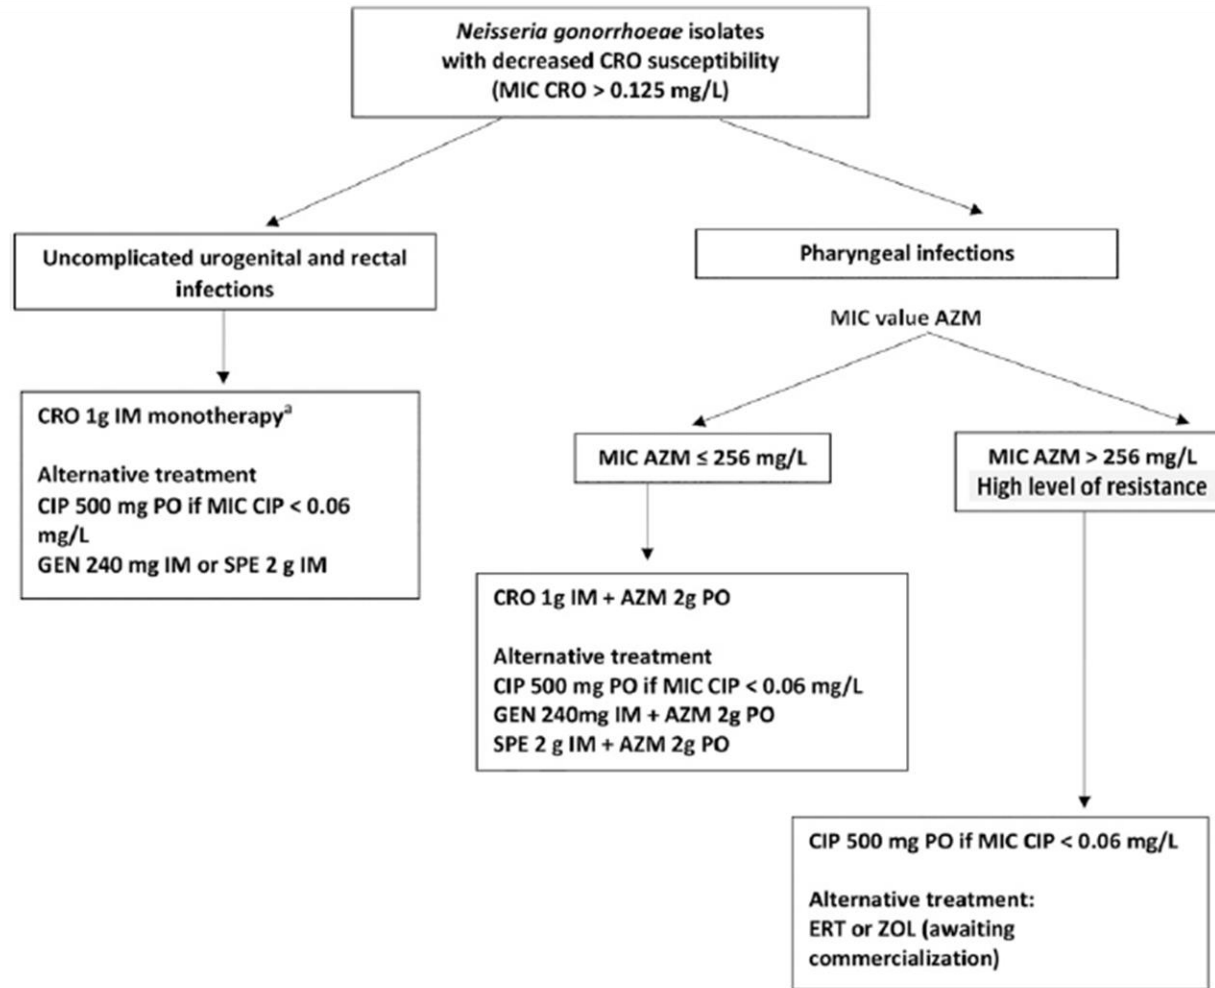 Neisseria gonorrhoeae isolates
with decreased CRO susceptibility
(MIC CRO > 0.125 mg/L)
Uncomplicated urogenital and rectal
infections
Pharyngeal infections
MIC value AZM
CRO 1g IM monotherapyᵃ
Alternative treatment
CIP 500 mg PO if MIC CIP < 0.06
mg/L
GEN 240 mg IM or SPE 2 g IM
MIC AZM ≤ 256 mg/L
MIC AZM > 256 mg/L
High level of resistance
CRO 1g IM + AZM 2g PO
Alternative treatment
CIP 500 mg PO if MIC CIP < 0.06 mg/L
GEN 240mg IM + AZM 2g PO
SPE 2 g IM + AZM 2g PO
CIP 500 mg PO if MIC CIP < 0.06 mg/L
Alternative treatment:
ERT or ZOL (awaiting
commercialization)